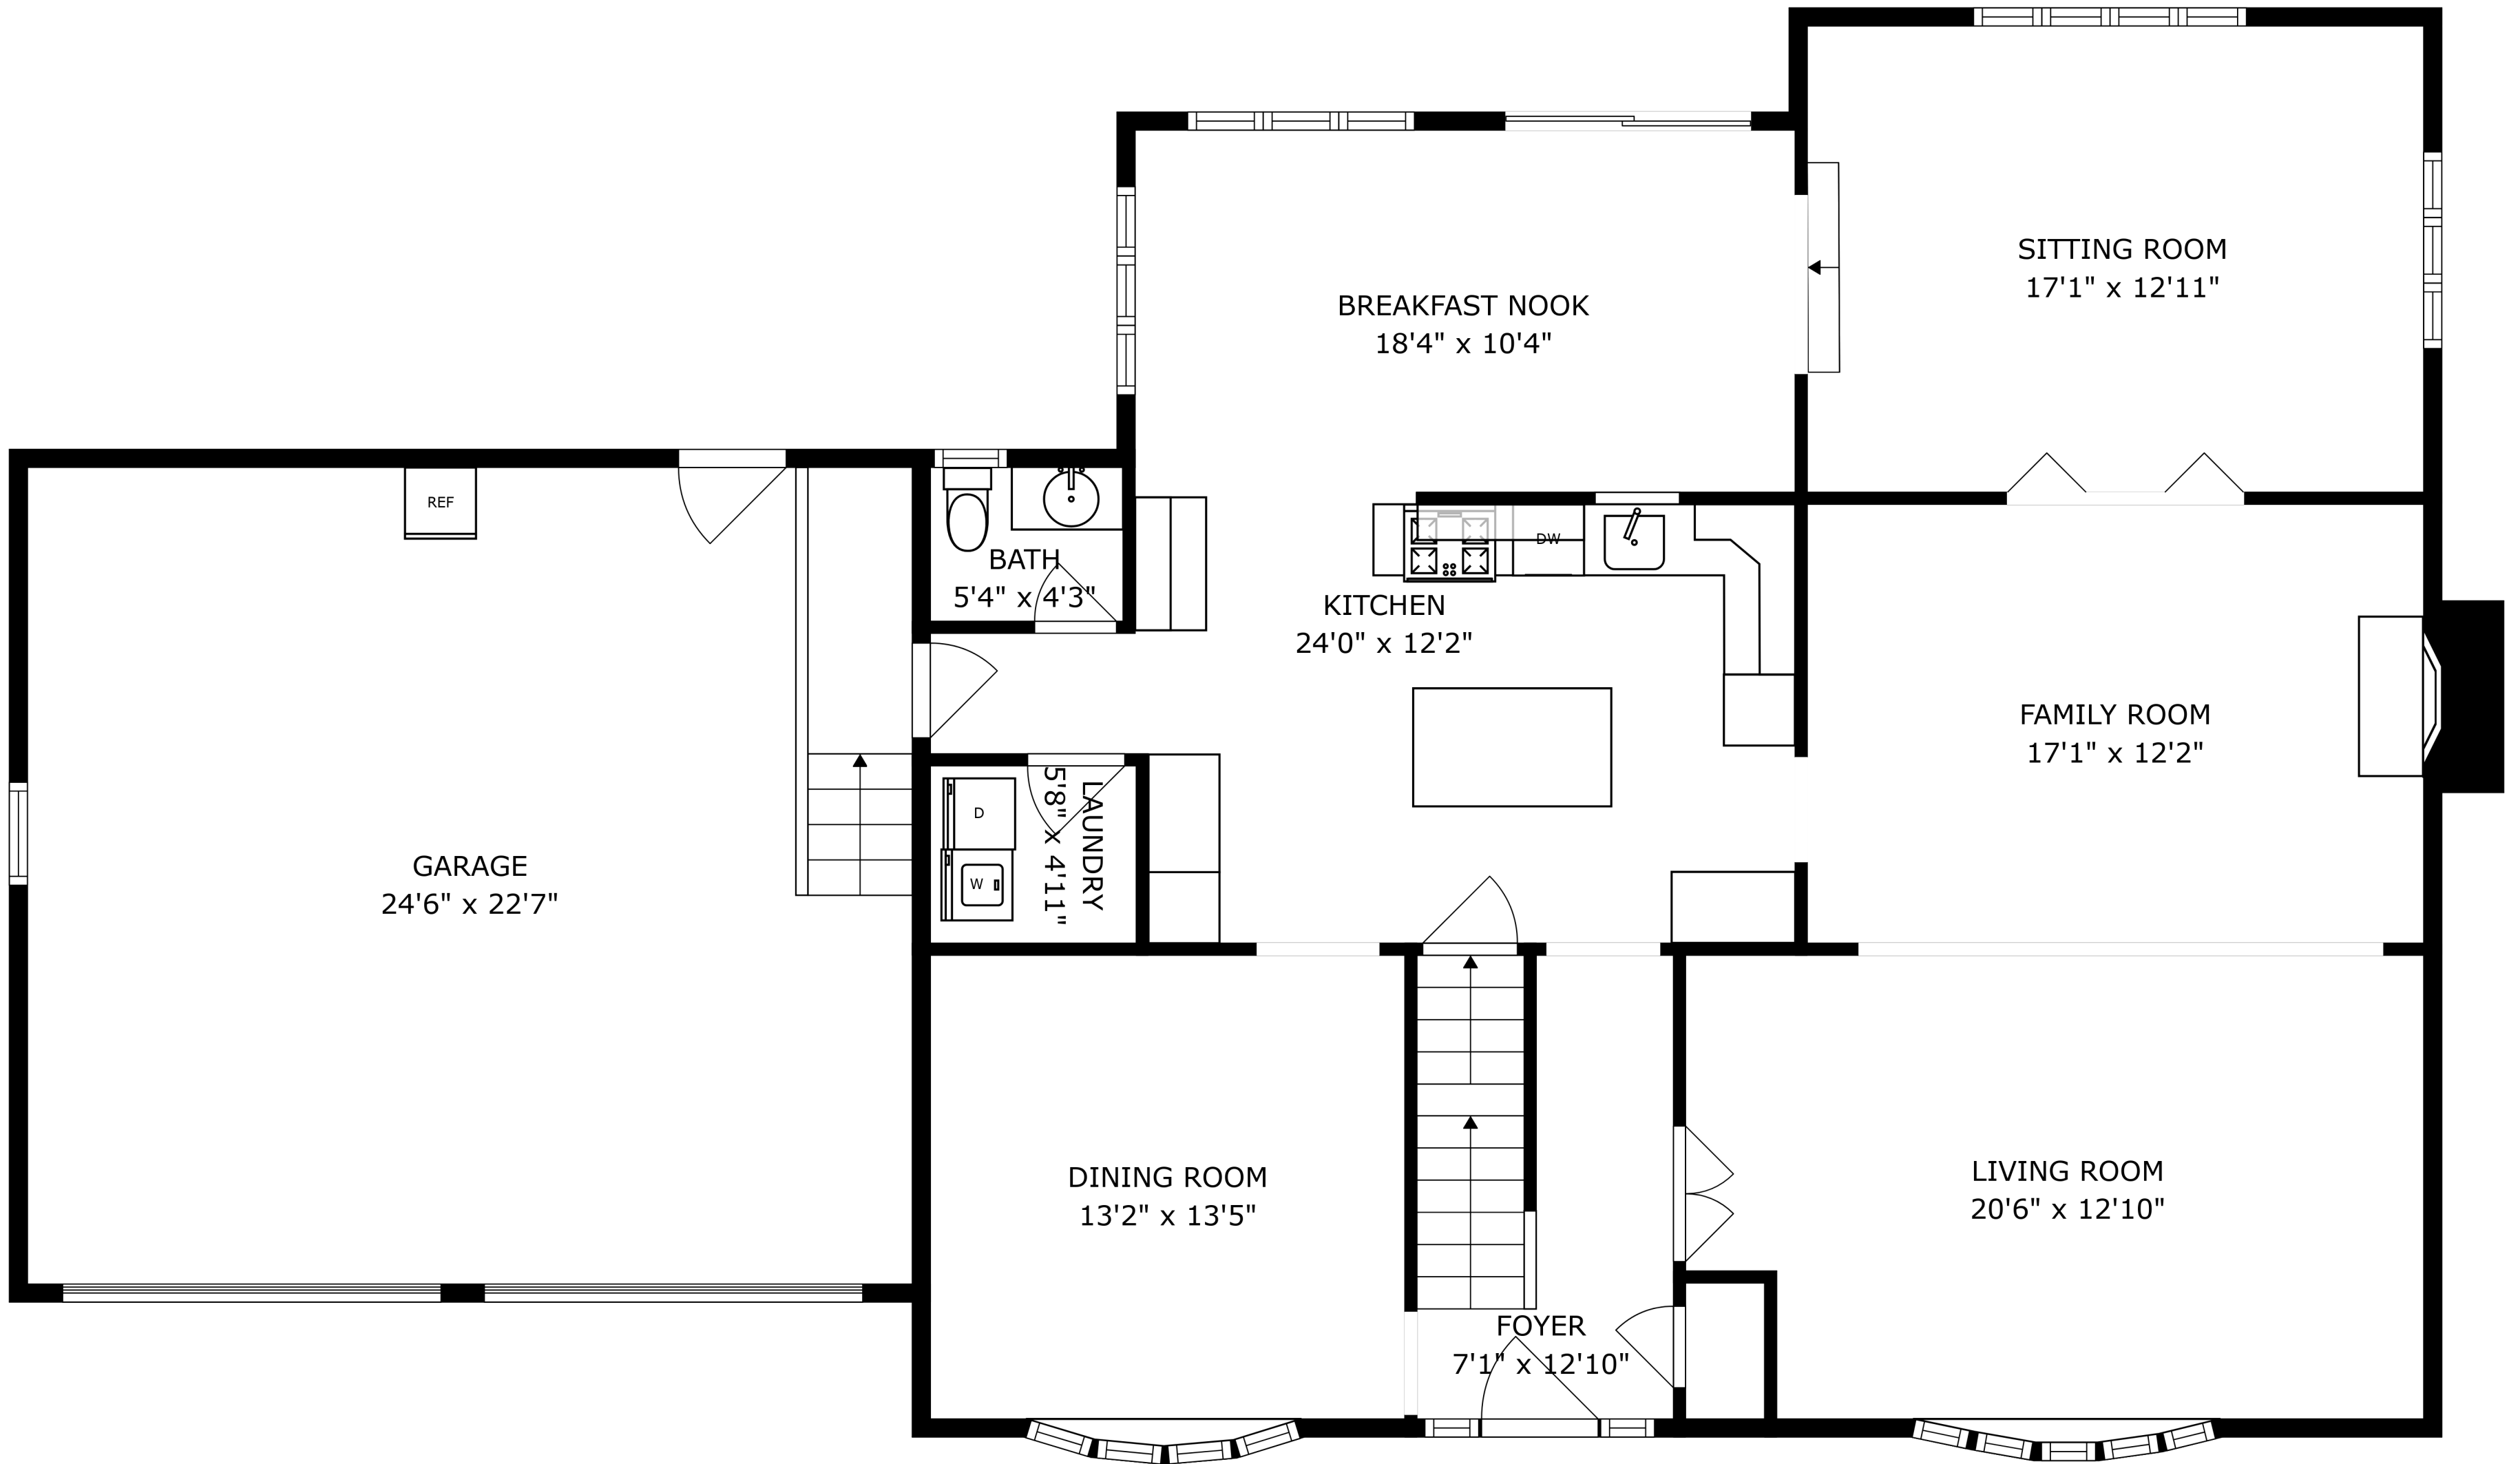 SITTING ROOM
17'1" x 12'11"
BREAKFAST NOOK
18'4" x 10'4"
REF
BATH
5'4" x 4'3"
DW
KITCHEN
24'0" x 12'2"
FAMILY ROOM
17'1" x 12'2"
D
W
LAUNDRY
5'8" x 4'11"
GARAGE
24'6" x 22'7"
DINING ROOM
13'2" x 13'5"
LIVING ROOM
20'6" x 12'10"
FOYER
7'1" x 12'10"